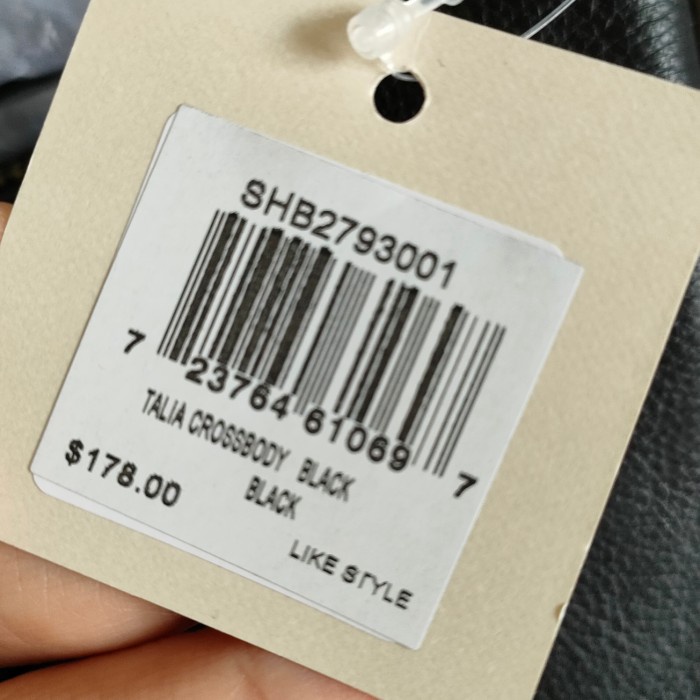 SHB2793001
7 23764 61069 7
TALIA CROSSBODY BLACK
$178.00 BLACK
LIKE STYLE